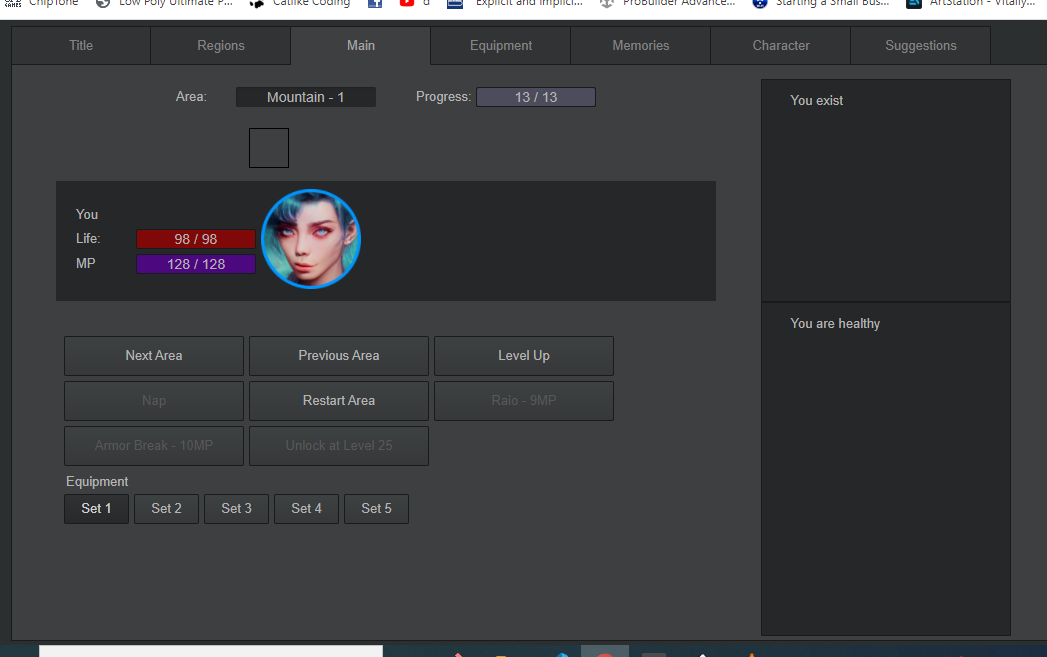 ChipTone Low Poly Ultimate P... Catlike Coding d Explicit and Implici... ProBuilder Advance... Starting a Small Bus... ArtStation - Vitaliy...
Title Regions Main Equipment Memories Character Suggestions
Area: Mountain - 1 Progress: 13 / 13
You exist
You
Life: 98 / 98
MP 128 / 128
You are healthy
Next Area Previous Area Level Up
Nap Restart Area Raio - 9MP
Armor Break - 10MP Unlock at Level 25
Equipment
Set 1 Set 2 Set 3 Set 4 Set 5